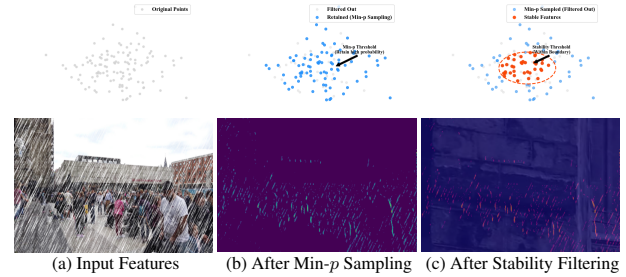 Original Points
Filtered Out
Retained (Min-p Sampling)
Min-p Threshold
(Retain high probability)
Min-p Sampled (Filtered Out)
Stable Features
Stability Threshold
(Within Boundary)
(a) Input Features
(b) After Min-p Sampling
(c) After Stability Filtering